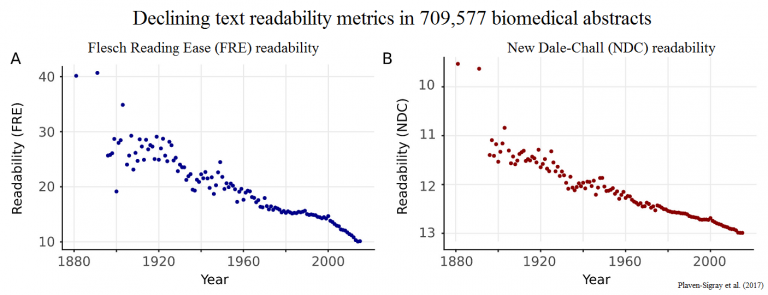 Declining text readability metrics in 709,577 biomedical abstracts
A
Flesch Reading Ease (FRE) readability
Readability (FRE)
40
30
20
10
1880
1920
1960
2000
Year
B
New Dale-Chall (NDC) readability
Readability (NDC)
10
11
12
13
1880
1920
1960
2000
Year
Plaven-Sigray et al. (2017)